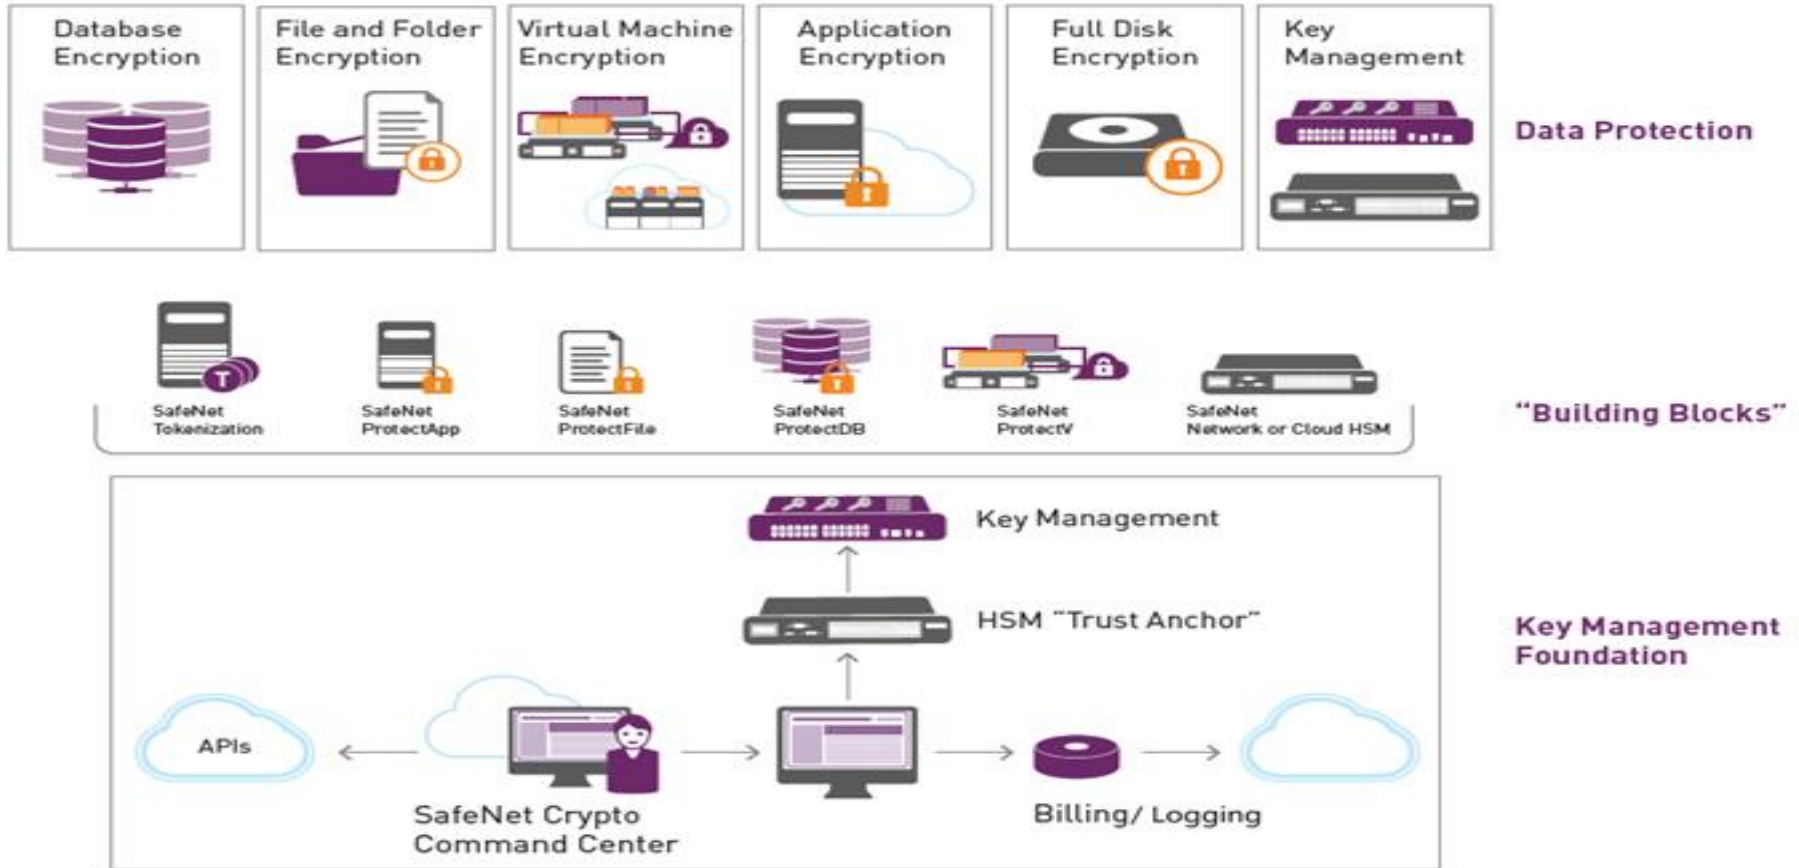 Database
Encryption
File and Folder
Encryption
Virtual Machine
Encryption
Application
Encryption
Full Disk
Encryption
Key
Management
Data Protection
T
SafeNet
Tokenization
SafeNet
ProtectApp
SafeNet
ProtectFile
SafeNet
ProtectDB
SafeNet
ProtectV
SafeNet
Network or Cloud HSM
“Building Blocks”
Key Management
HSM “Trust Anchor”
Key Management
Foundation
APIs
SafeNet Crypto
Command Center
Billing/ Logging